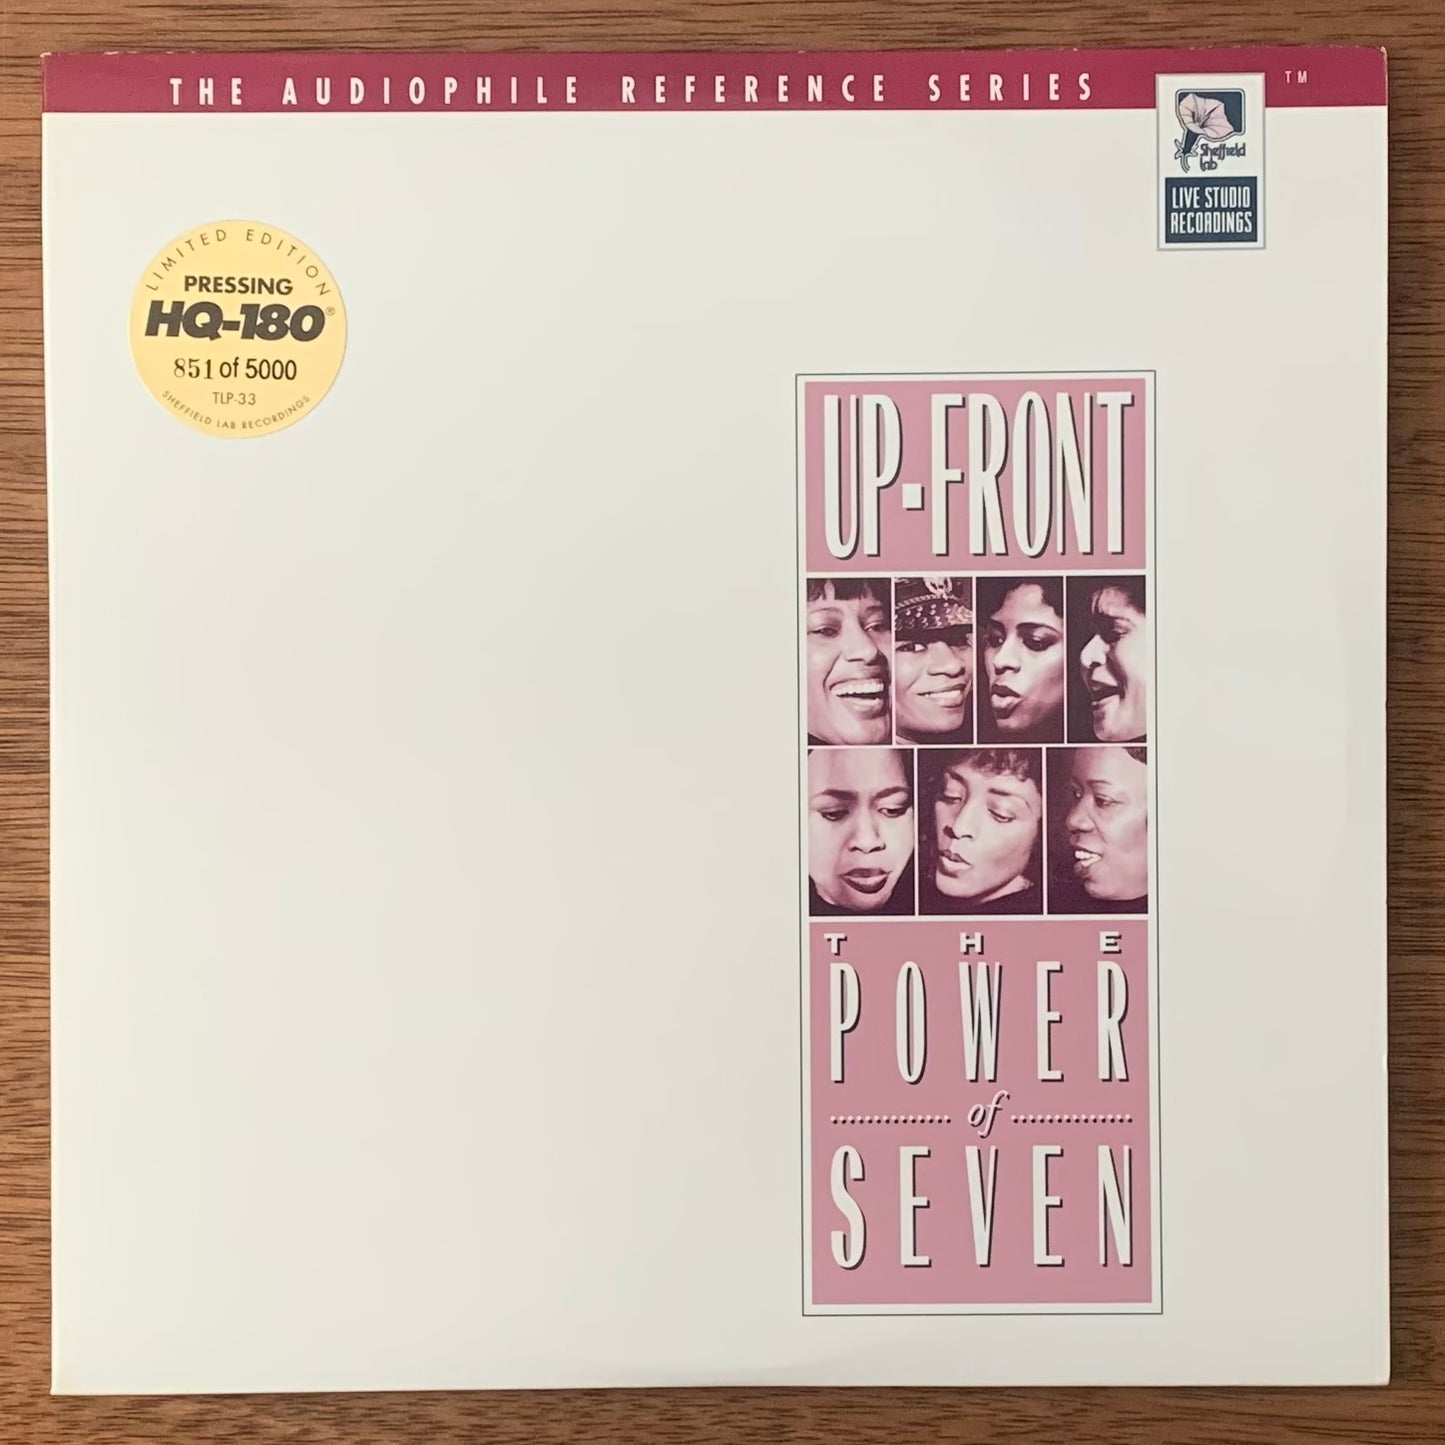 THE AUDIOPHILE REFERENCE SERIES ™
Sheffield
Lab
LIVE STUDIO
RECORDINGS
LIMITED EDITION
PRESSING
HQ-180®
851 of 5000
TLP-33
SHEFFIELD LAB RECORDINGS
UP-FRONT
THE
POWER
of
SEVEN